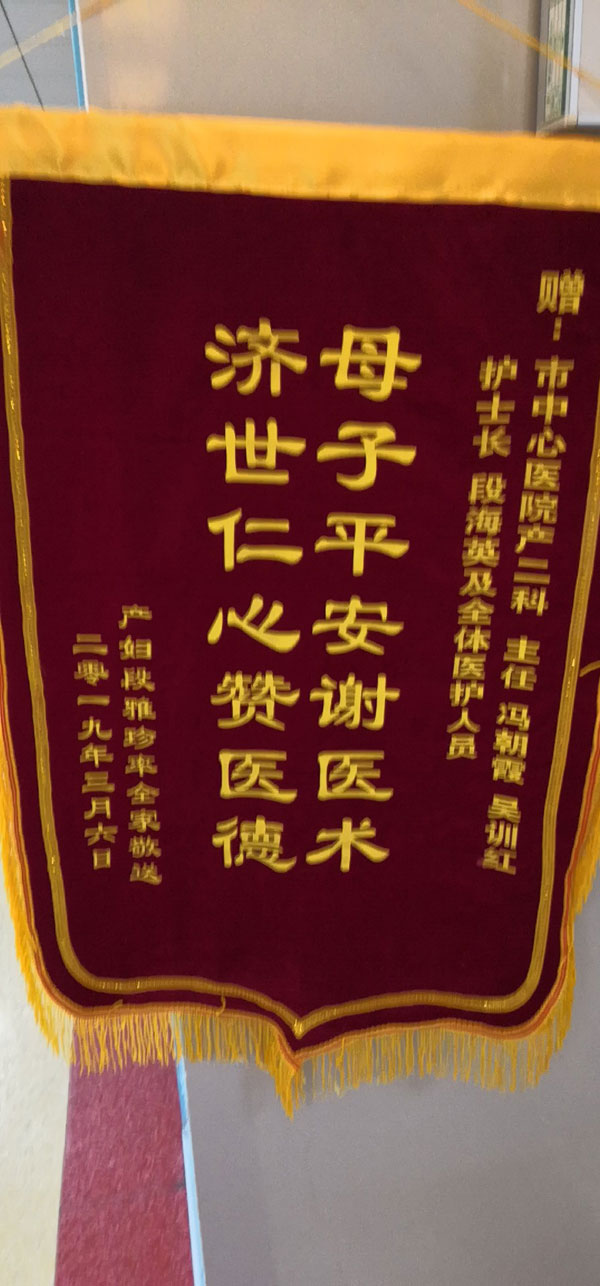 赠：市中心医院产二科 主任 冯朝霞 吴训红
护士长 段海英及全体医护人员
母子平安谢医术
济世仁心赞医德
产妇段雅珍率全家敬送
二零一九年三月六日